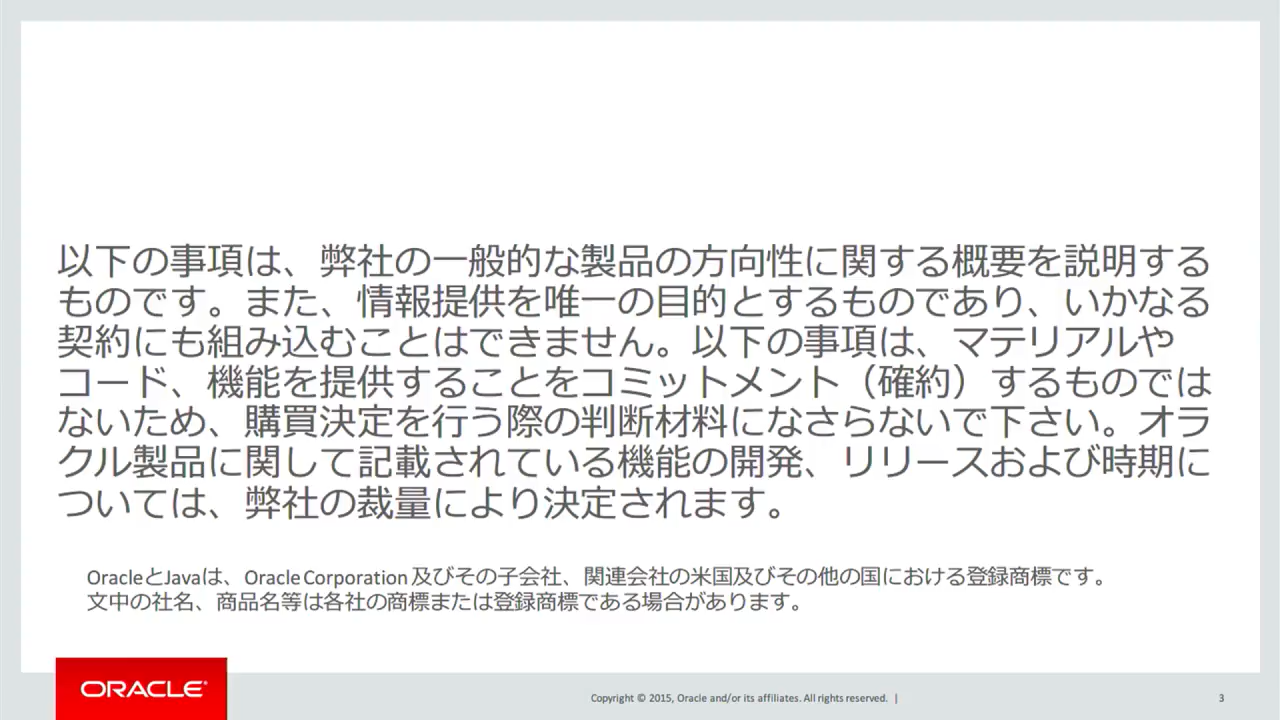 以下の事項は、弊社の一般的な製品の方向性に関する概要を説明する
ものです。また、情報提供を唯一の目的とするものであり、いかなる
契約にも組み込むことはできません。以下の事項は、マテリアルや
コード、機能を提供することをコミットメント（確約）するものでは
ないため、購買決定を行う際の判断材料になさらないで下さい。オラ
クル製品に関して記載されている機能の開発、リリースおよび時期に
ついては、弊社の裁量により決定されます。
OracleとJavaは、Oracle Corporation 及びその子会社、関連会社の米国及びその他の国における登録商標です。
文中の社名、商品名等は各社の商標または登録商標である場合があります。
ORACLE®
Copyright © 2015, Oracle and/or its affiliates. All rights reserved. |
3